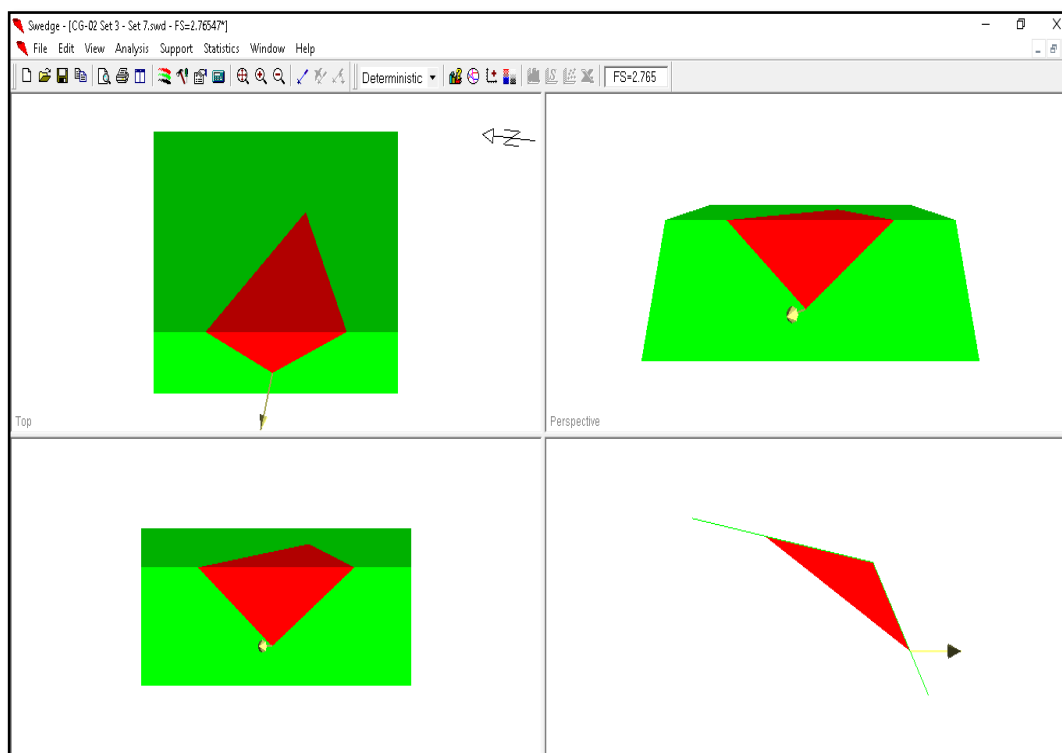 Swedge - [CG-02 Set 3 - Set 7.swd - FS=2.76547*]
File Edit View Analysis Support Statistics Window Help
Deterministic FS=2.765
N
Top
Perspective